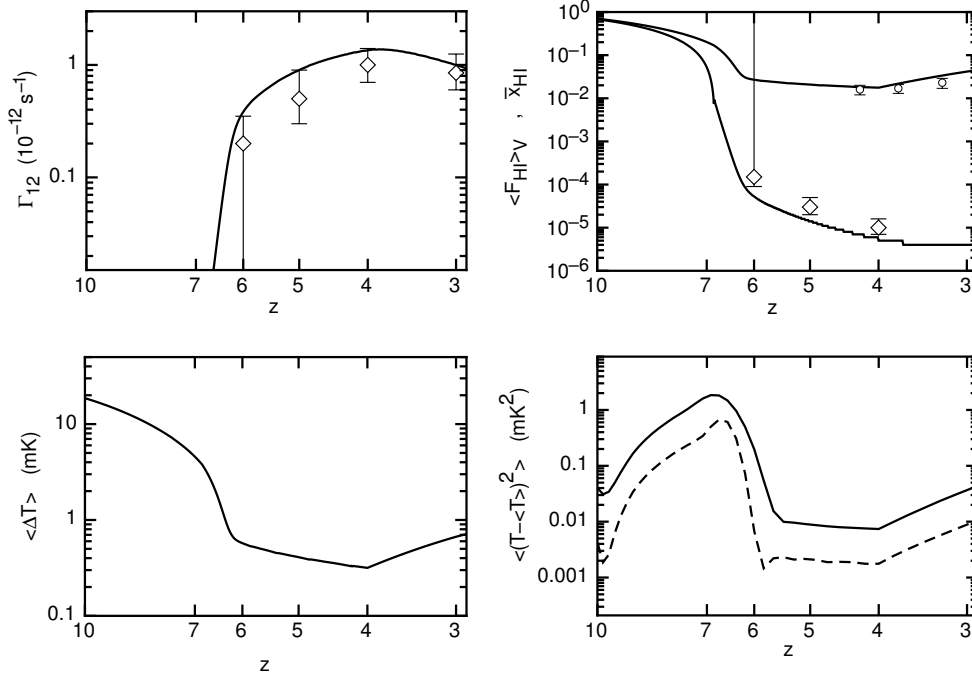 Γ12 (10−12 s−1)
1
0.1
10 7 6 5 4 3
z
<FHI>V , x̄HI
100
10−1
10−2
10−3
10−4
10−5
10−6
10 7 6 5 4 3
z
<ΔT> (mK)
10
1
0.1
10 7 6 5 4 3
z
<(T−<T>)2> (mK2)
1
0.1
0.01
0.001
10 7 6 5 4 3
z